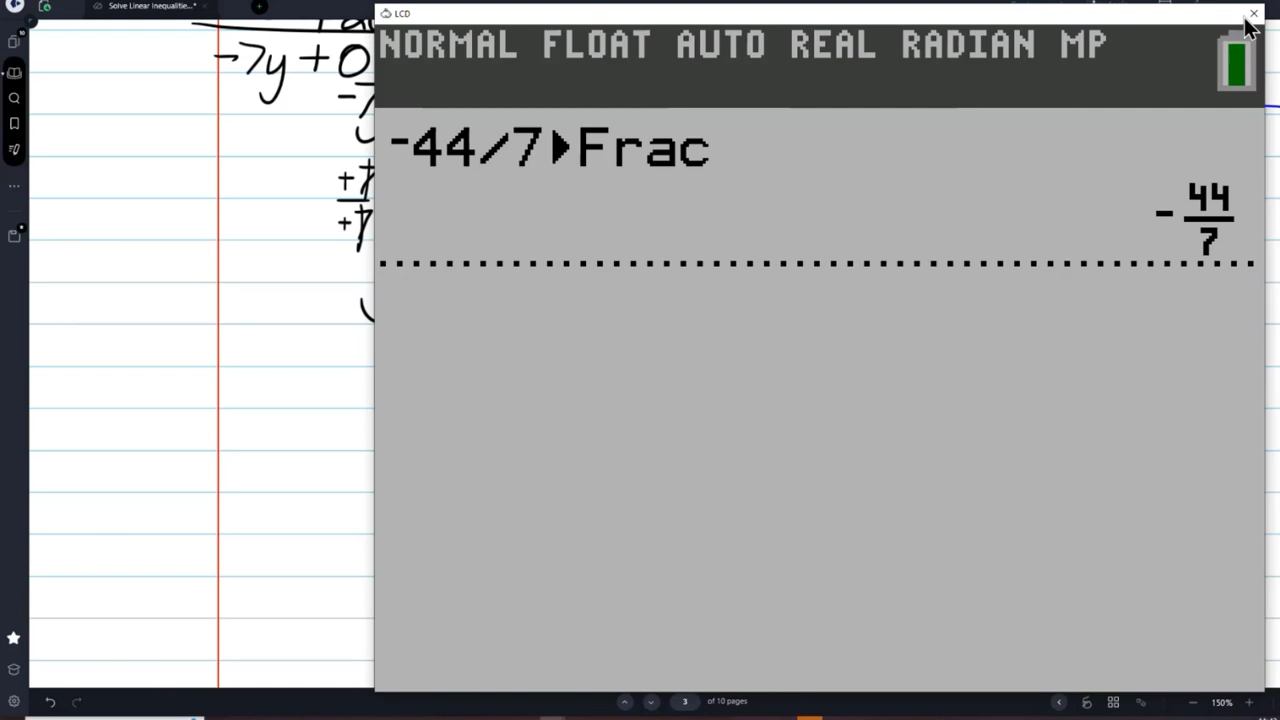 Solve Linear Inequalitie...*
LCD
NORMAL FLOAT AUTO REAL RADIAN MP
-7y + 0
-44/7▶Frac
- 44/7
3 of 10 pages
150%